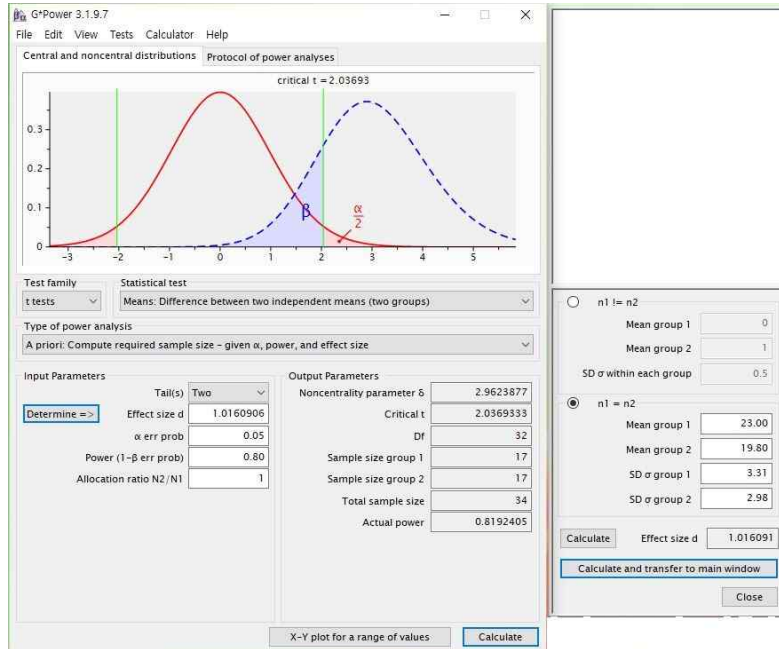 G*Power 3.1.9.7
File Edit View Tests Calculator Help
Central and noncentral distributions Protocol of power analyses
critical t = 2.03693
0.3
0.2
0.1
0
β
α
2
-3 -2 -1 0 1 2 3 4 5
Test family Statistical test
t tests Means: Difference between two independent means (two groups)
Type of power analysis
A priori: Compute required sample size - given α, power, and effect size
Input Parameters
Tail(s) Two
Determine => Effect size d 1.0160906
α err prob 0.05
Power (1-β err prob) 0.80
Allocation ratio N2/N1 1
Output Parameters
Noncentrality parameter δ 2.9623877
Critical t 2.0369333
Df 32
Sample size group 1 17
Sample size group 2 17
Total sample size 34
Actual power 0.8192405
X-Y plot for a range of values Calculate
n1 != n2
Mean group 1 0
Mean group 2 1
SD σ within each group 0.5
n1 = n2
Mean group 1 23.00
Mean group 2 19.80
SD σ group 1 3.31
SD σ group 2 2.98
Calculate Effect size d 1.016091
Calculate and transfer to main window
Close